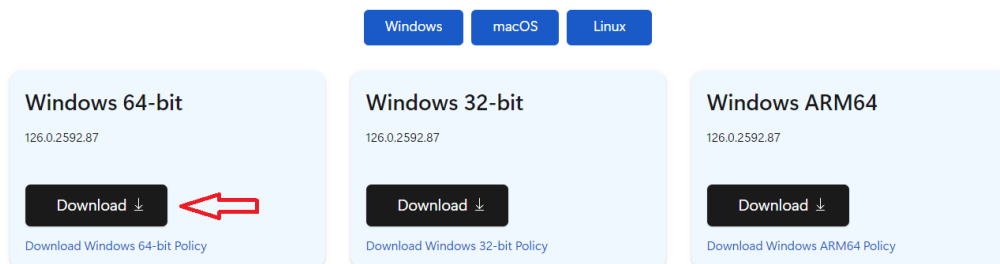 Windows macOS Linux
Windows 64-bit Windows 32-bit Windows ARM64
126.0.2592.87 126.0.2592.87 126.0.2592.87
Download Download Download
Download Windows 64-bit Policy Download Windows 32-bit Policy Download Windows ARM64 Policy